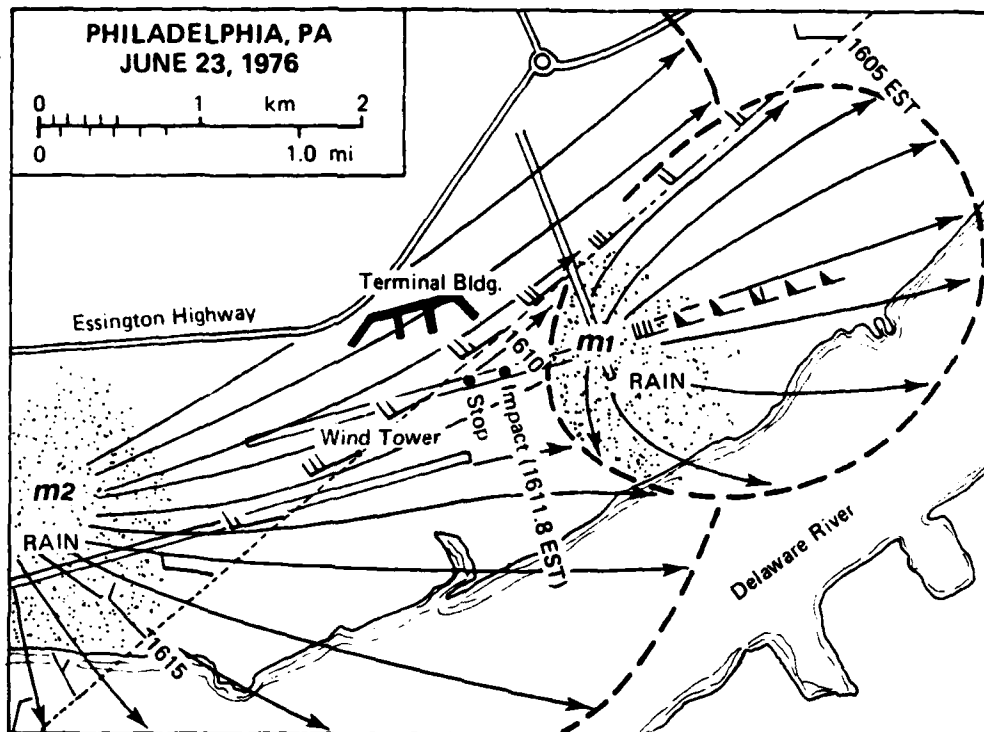 PHILADELPHIA, PA
JUNE 23, 1976
0 1 km 2
0 1.0 mi
1605 EST
Terminal Bldg.
Essington Highway
1610
m1
RAIN
Stop
Impact (1611.8 EST)
Wind Tower
m2
RAIN
Delaware River
1615